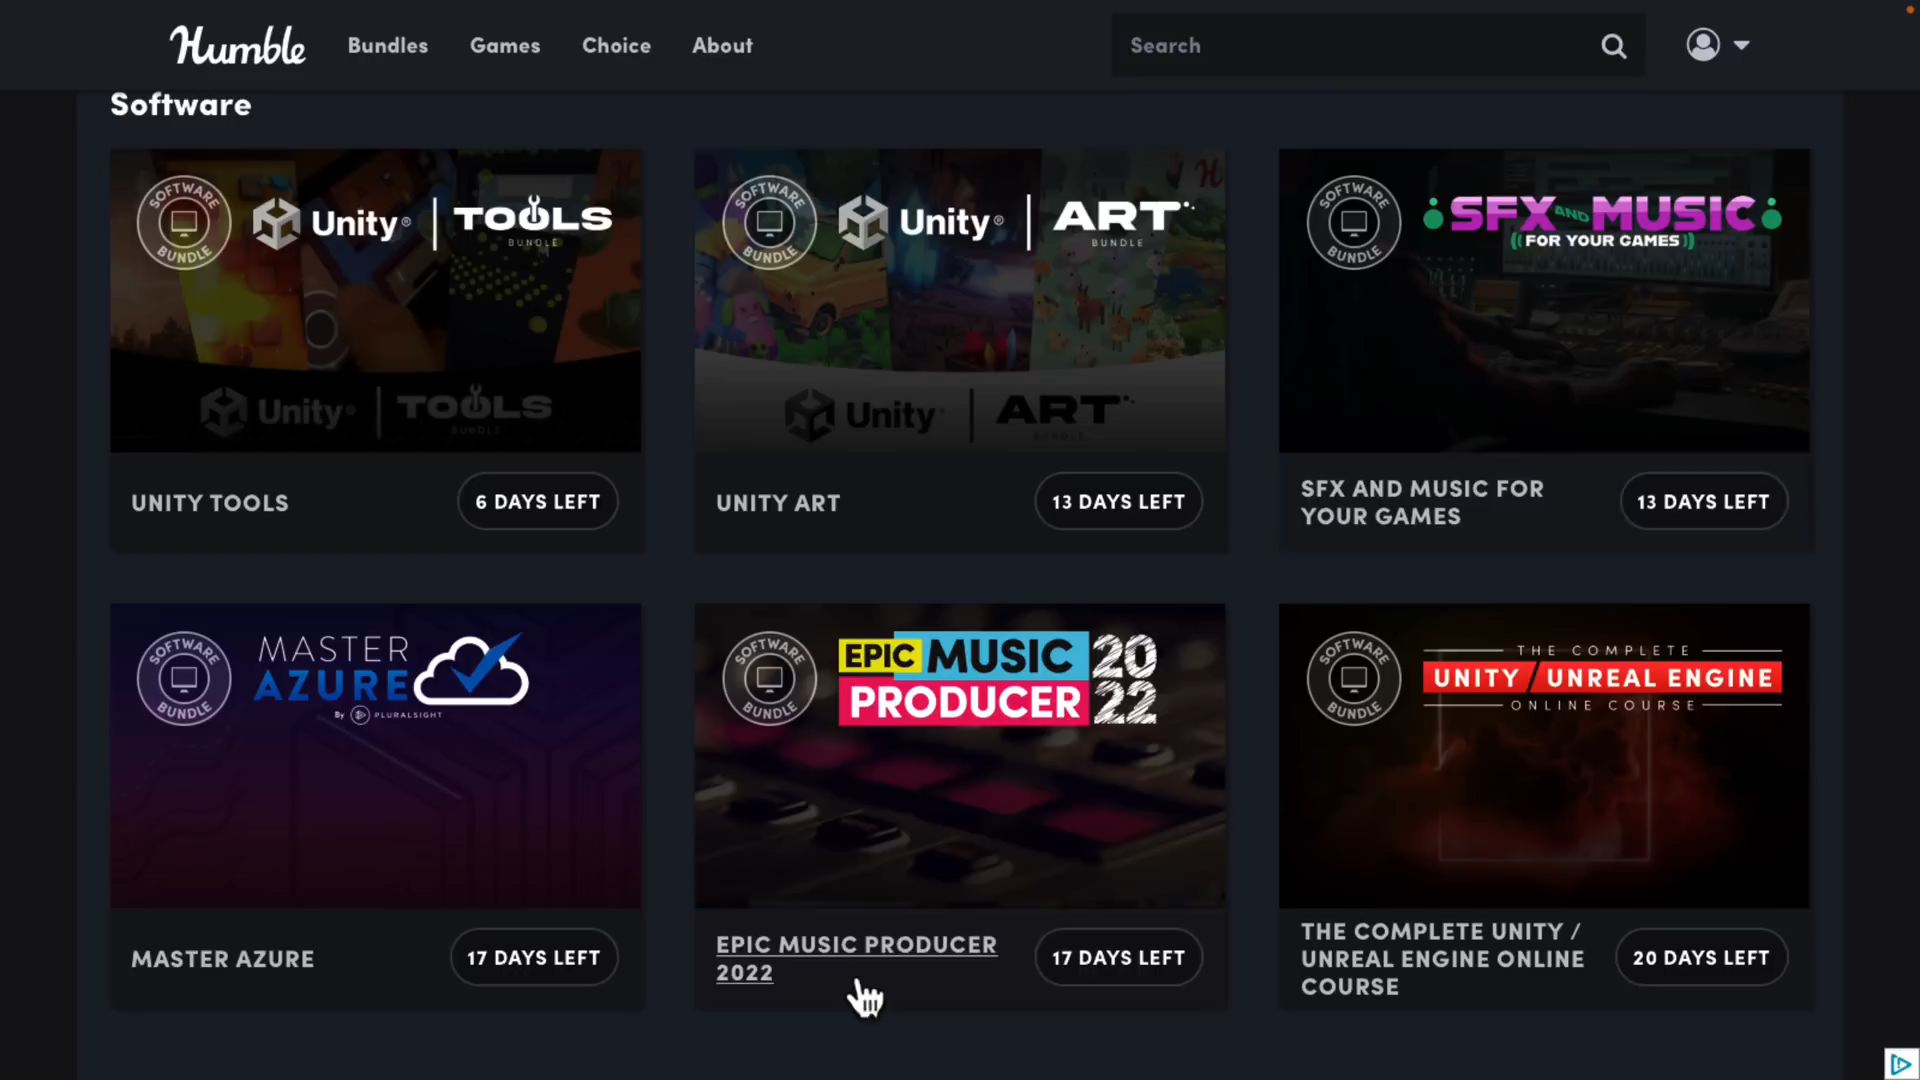 Humble
Bundles
Games
Choice
About
Search
Software
SOFTWARE
BUNDLE
Unity®
TOOLS
BUNDLE
Unity
TOOLS
BUNDLE
UNITY TOOLS
6 DAYS LEFT
SOFTWARE
BUNDLE
Unity®
ART
BUNDLE
Unity
ART
BUNDLE
UNITY ART
13 DAYS LEFT
SOFTWARE
BUNDLE
SFX AND MUSIC
((FOR YOUR GAMES))
SFX AND MUSIC FOR
YOUR GAMES
13 DAYS LEFT
SOFTWARE
BUNDLE
MASTER
AZURE
By PLURALSIGHT
MASTER AZURE
17 DAYS LEFT
SOFTWARE
BUNDLE
EPIC MUSIC 20
PRODUCER 22
EPIC MUSIC PRODUCER
2022
17 DAYS LEFT
SOFTWARE
BUNDLE
THE COMPLETE
UNITY / UNREAL ENGINE
ONLINE COURSE
THE COMPLETE UNITY /
UNREAL ENGINE ONLINE
COURSE
20 DAYS LEFT